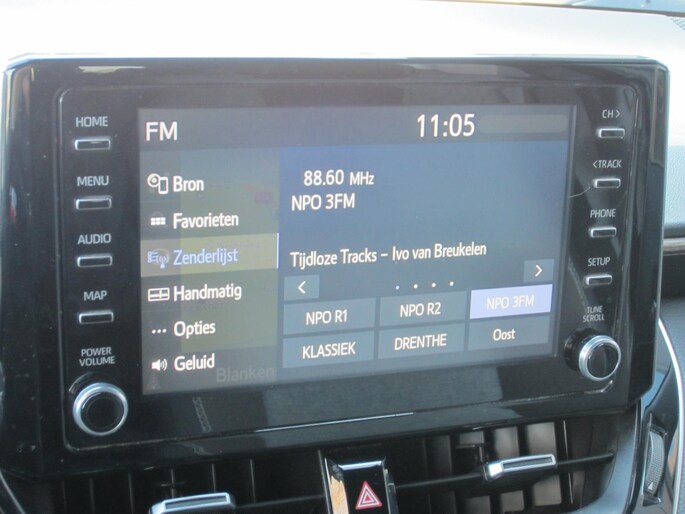 HOME
MENU
AUDIO
MAP
POWER
VOLUME
FM
11:05
Bron
Favorieten
Zenderlijst
Handmatig
Opties
Geluid
88.60 MHz
NPO 3FM
Tijdloze Tracks – Ivo van Breukelen
<
>
NPO R1
NPO R2
NPO 3FM
KLASSIEK
DRENTHE
Oost
Blanken
CH >
< TRACK
PHONE
SETUP
TUNE
SCROLL